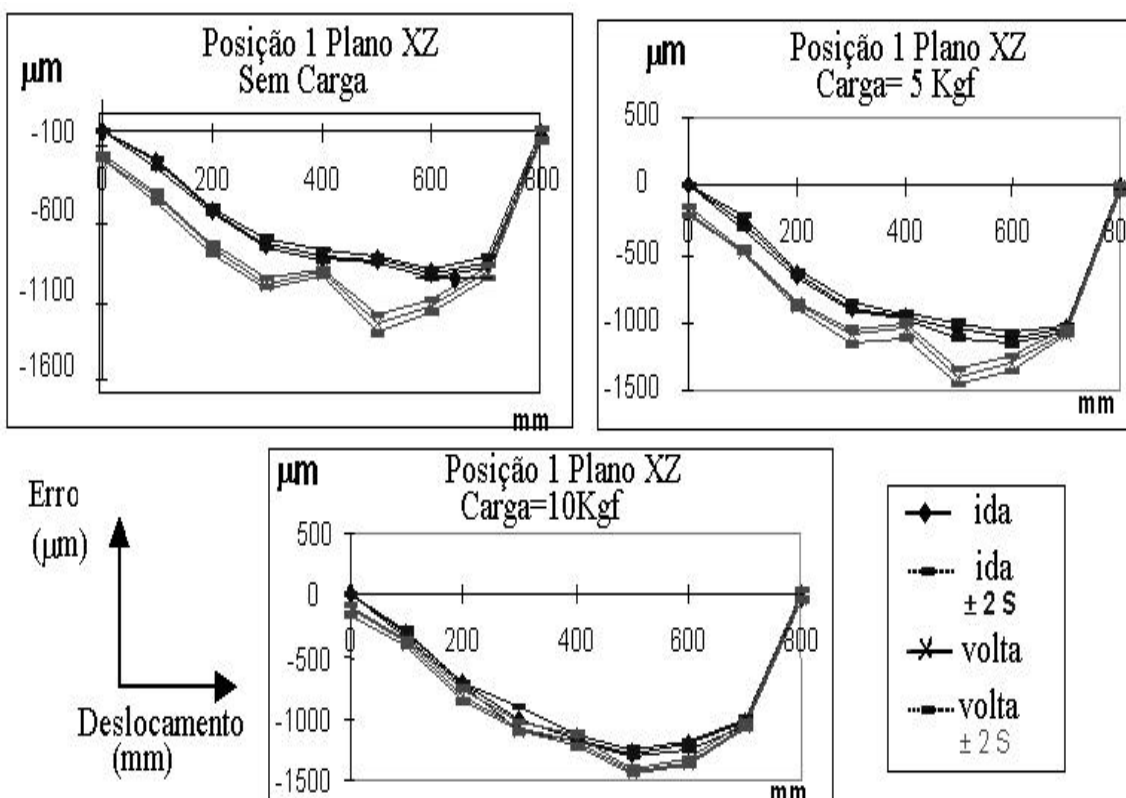 Posição 1 Plano XZ
Sem Carga
μm
-100
-600
-1100
-1600
0
200
400
600
800
mm
Posição 1 Plano XZ
Carga= 5 Kgf
μm
500
0
-500
-1000
-1500
0
200
400
600
80
mm
Posição 1 Plano XZ
Carga=10Kgf
μm
500
0
-500
-1000
-1500
0
200
400
600
800
mm
Erro
(μm)
Deslocamento
(mm)
ida
ida
± 2 S
volta
volta
± 2 S